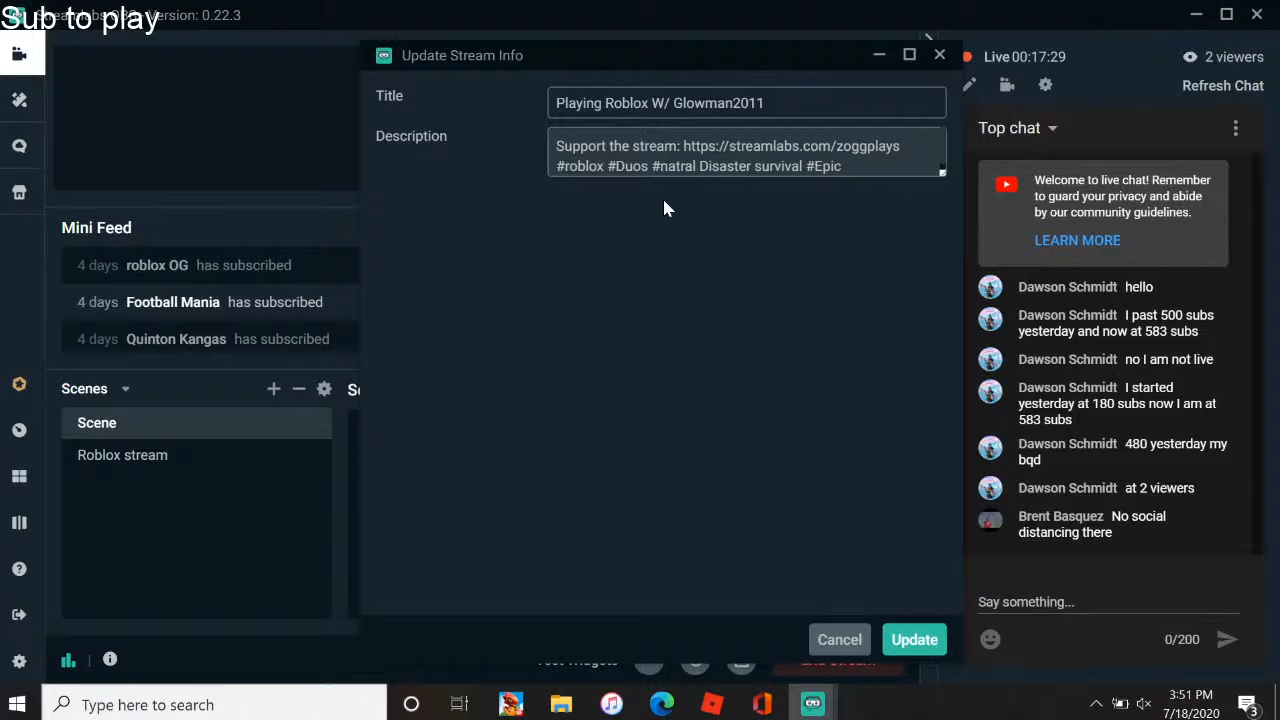 Sub to play
Version: 0.22.3
Update Stream Info
Live 00:17:29
2 viewers
Refresh Chat
Title
Playing Roblox W/ Glowman2011
Description
Support the stream: https://streamlabs.com/zoggplays
#roblox #Duos #natral Disaster survival #Epic
Mini Feed
4 days roblox OG has subscribed
4 days Football Mania has subscribed
4 days Quinton Kangas has subscribed
Scenes
Scene
Roblox stream
Cancel
Update
Top chat
Welcome to live chat! Remember
to guard your privacy and abide
by our community guidelines.
LEARN MORE
Dawson Schmidt hello
Dawson Schmidt I past 500 subs
yesterday and now at 583 subs
Dawson Schmidt no I am not live
Dawson Schmidt I started
yesterday at 180 subs now I am at
583 subs
Dawson Schmidt 480 yesterday my
bqd
Dawson Schmidt at 2 viewers
Brent Basquez No social
distancing there
Say something...
0/200
Type here to search
3:51 PM
7/18/2020
3